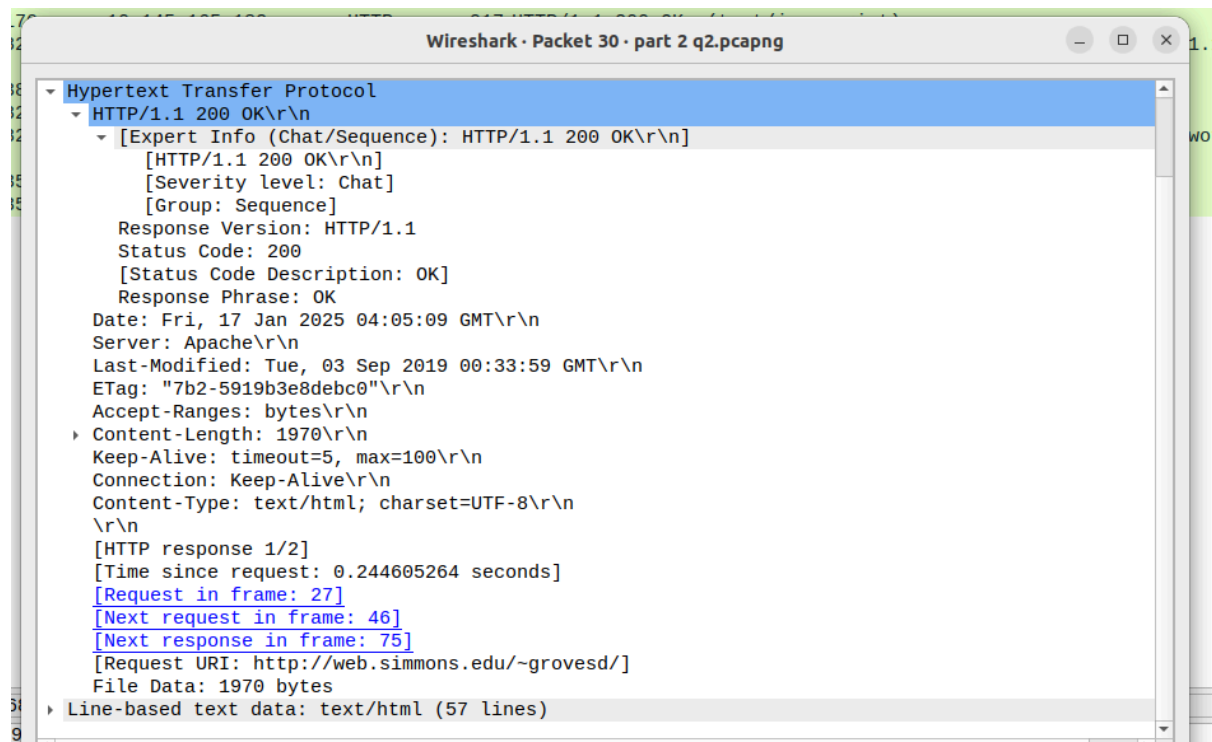 Wireshark · Packet 30 · part 2 q2.pcapng
Hypertext Transfer Protocol
HTTP/1.1 200 OK\r\n
[Expert Info (Chat/Sequence): HTTP/1.1 200 OK\r\n]
[HTTP/1.1 200 OK\r\n]
[Severity level: Chat]
[Group: Sequence]
Response Version: HTTP/1.1
Status Code: 200
[Status Code Description: OK]
Response Phrase: OK
Date: Fri, 17 Jan 2025 04:05:09 GMT\r\n
Server: Apache\r\n
Last-Modified: Tue, 03 Sep 2019 00:33:59 GMT\r\n
ETag: "7b2-5919b3e8debc0"\r\n
Accept-Ranges: bytes\r\n
Content-Length: 1970\r\n
Keep-Alive: timeout=5, max=100\r\n
Connection: Keep-Alive\r\n
Content-Type: text/html; charset=UTF-8\r\n
\r\n
[HTTP response 1/2]
[Time since request: 0.244605264 seconds]
[Request in frame: 27]
[Next request in frame: 46]
[Next response in frame: 75]
[Request URI: http://web.simmons.edu/~grovesd/]
File Data: 1970 bytes
Line-based text data: text/html (57 lines)